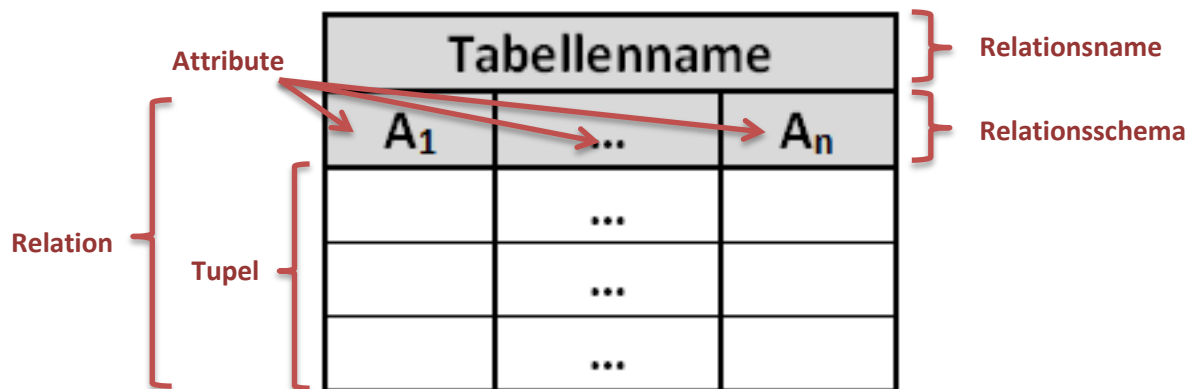 Tabellenname
Relationsname
Attribute
A1 ... An
Relationsschema
...
Relation
Tupel
...
...